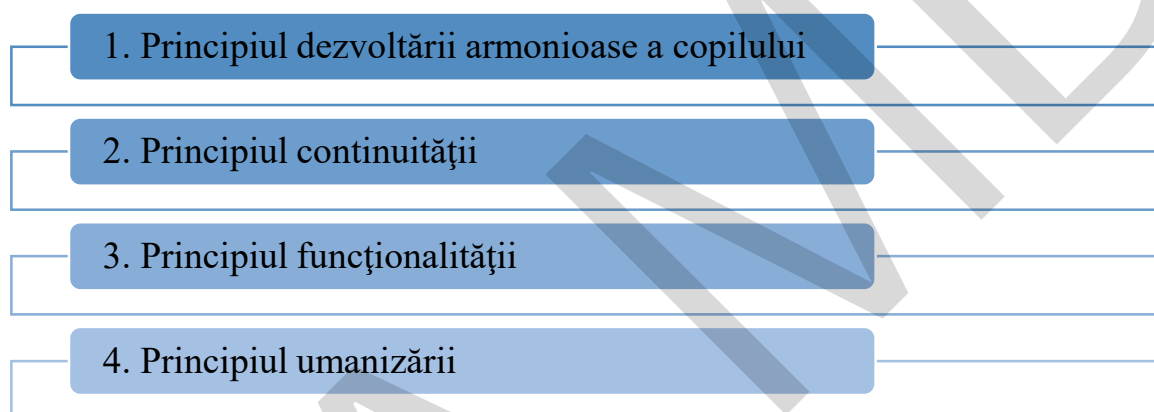 1. Principiul dezvoltării armonioase a copilului
2. Principiul continuităţii
3. Principiul funcţionalităţii
4. Principiul umanizării